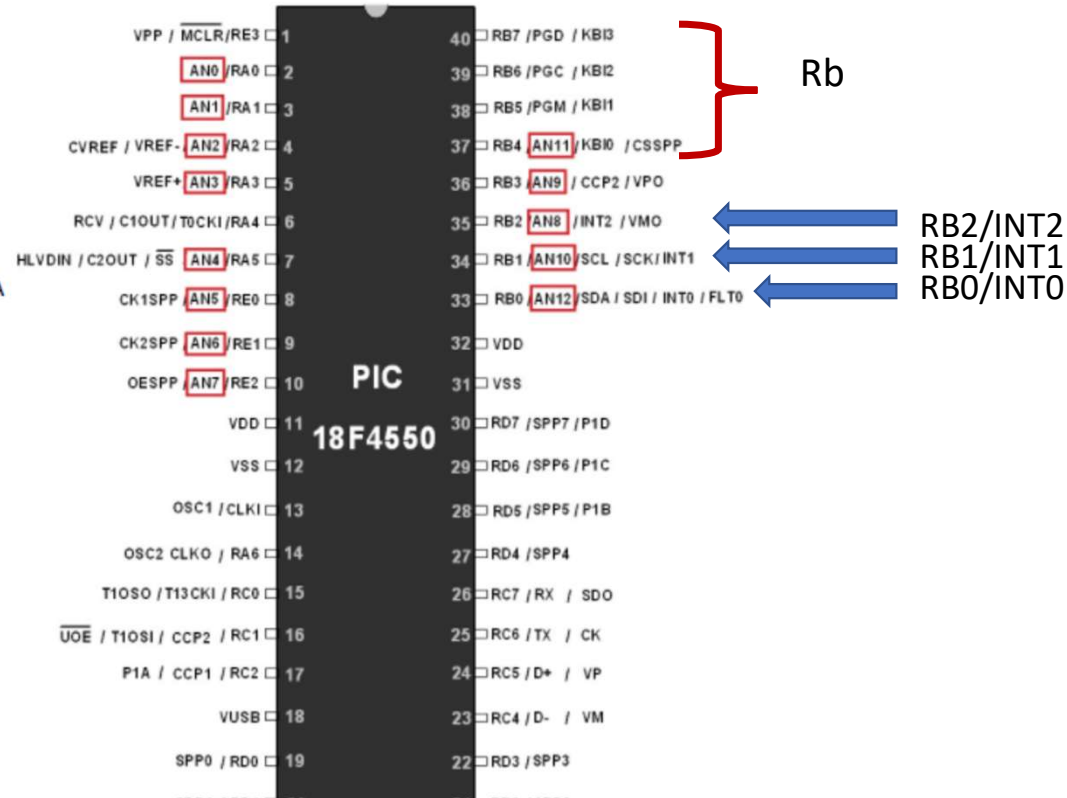 VPP / MCLR/RE3 1
AN0 /RA0 2
AN1 /RA1 3
CVREF / VREF- AN2 /RA2 4
VREF+ AN3 /RA3 5
RCV / C1OUT/T0CKI/RA4 6
HLVDIN / C2OUT / SS AN4 /RA5 7
CK1SPP /AN5 /RE0 8
CK2SPP /AN6 /RE1 9
OESPP /AN7 /RE2 10
VDD 11
VSS 12
OSC1 /CLKI 13
OSC2 CLKO / RA6 14
T1OSO /T13CKI / RC0 15
UOE / T1OSI / CCP2 / RC1 16
P1A / CCP1 / RC2 17
VUSB 18
SPP0 / RD0 19
PIC
18F4550
40 RB7 /PGD / KBI3
39 RB6 /PGC / KBI2
38 RB5 /PGM / KBI1
37 RB4 /AN11 /KBI0 /CSSPP
36 RB3 /AN9 / CCP2 / VPO
35 RB2 /AN8 /INT2 / VMO
34 RB1 /AN10 /SCL /SCK/ INT1
33 RB0 /AN12 /SDA / SDI / INT0 / FLT0
32 VDD
31 VSS
30 RD7 /SPP7 /P1D
29 RD6 /SPP6 /P1C
28 RD5 /SPP5 /P1B
27 RD4 /SPP4
26 RC7 /RX / SDO
25 RC6 /TX / CK
24 RC5 / D+ / VP
23 RC4 / D- / VM
22 RD3 /SPP3
Rb
RB2/INT2
RB1/INT1
RB0/INT0